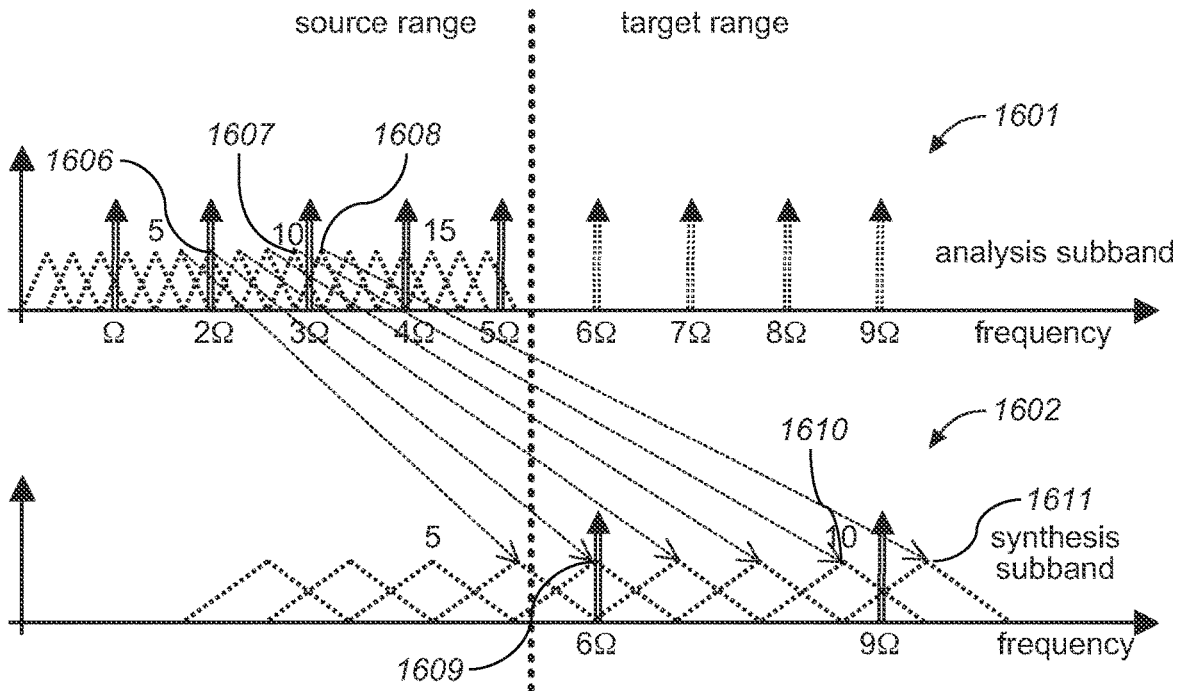 source range
target range
1601
1607
1608
1606
5
10
15
analysis subband
Ω 2Ω 3Ω 4Ω 5Ω 6Ω 7Ω 8Ω 9Ω frequency
1602
1610
1611
5
10
synthesis
subband
6Ω 9Ω frequency
1609